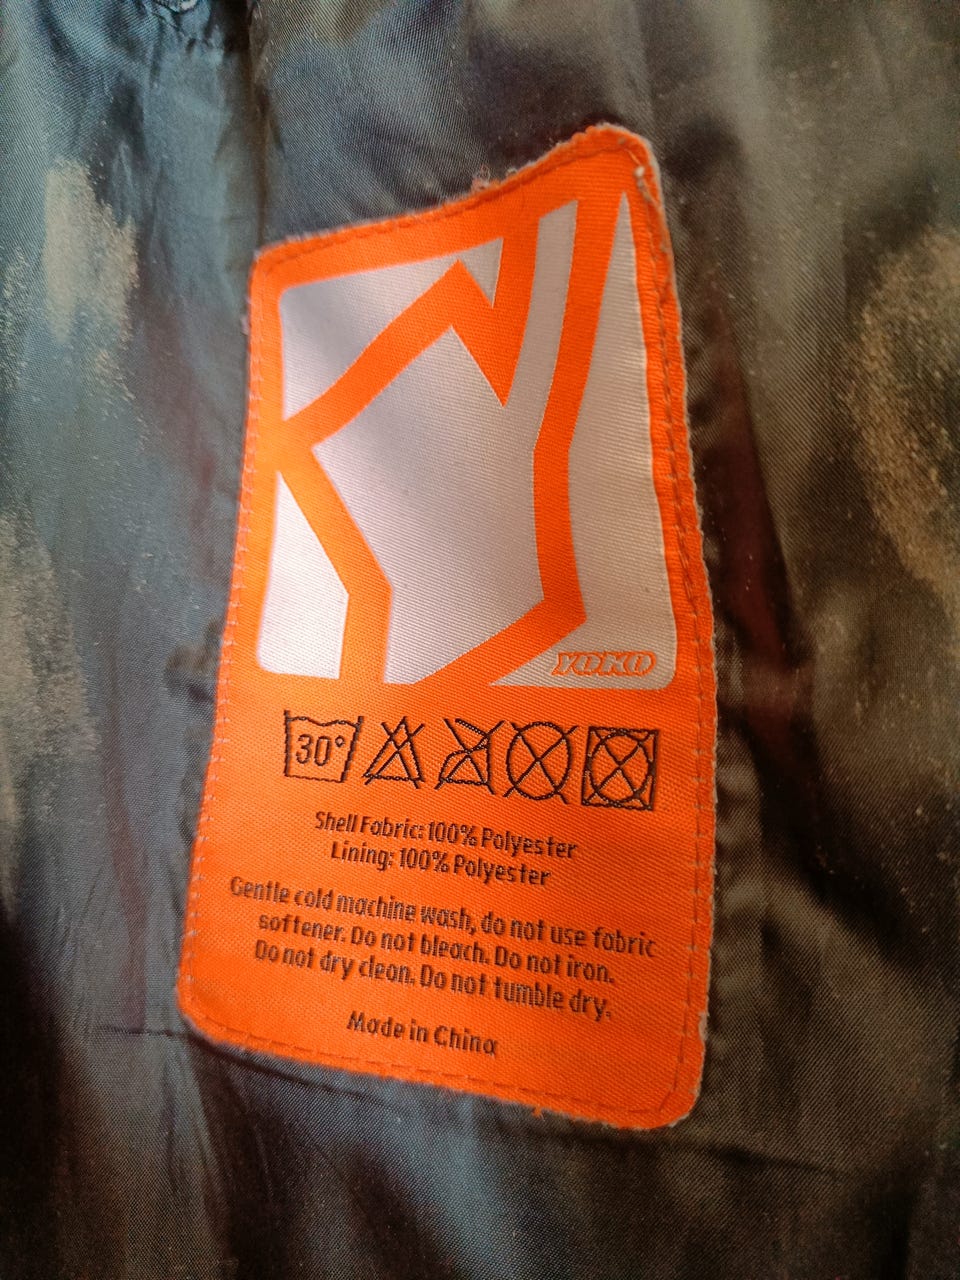 YOKO
30°
Shell Fabric: 100% Polyester
Lining: 100% Polyester
Gentle cold machine wash, do not use fabric
softener. Do not bleach. Do not iron.
Do not dry clean. Do not tumble dry.
Made in China